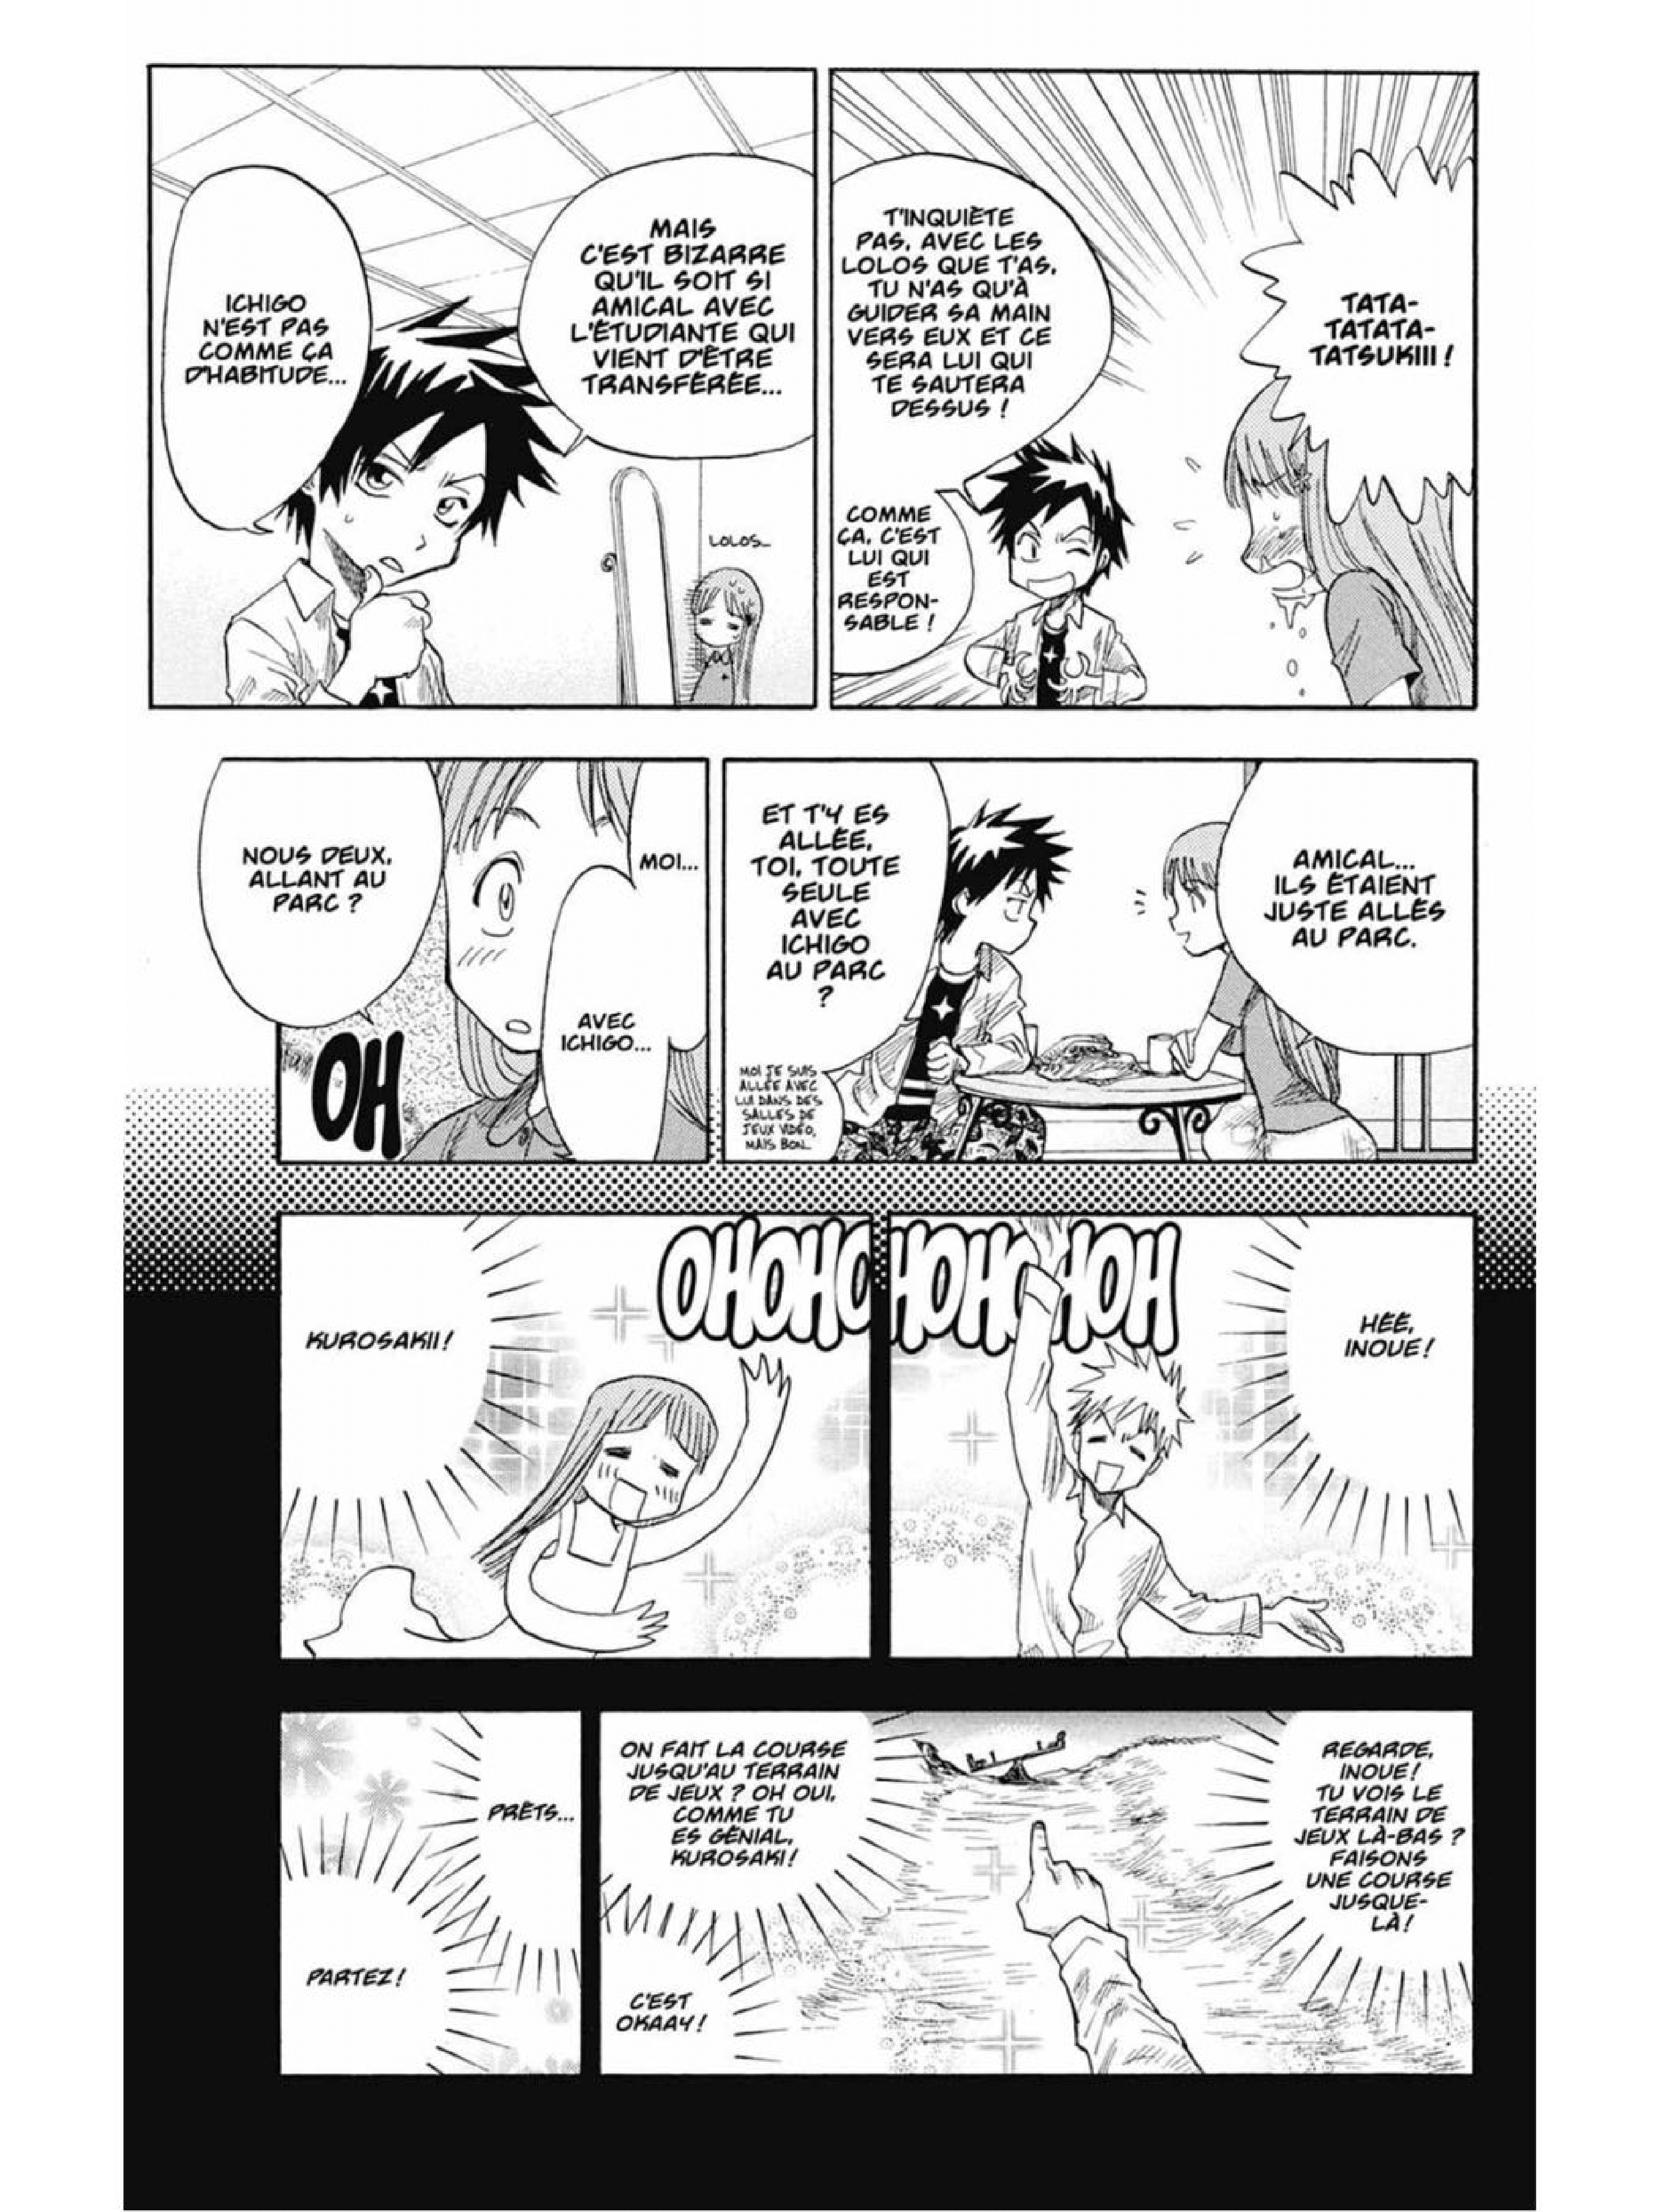 TATA-
TATATA-
TATSUKIII !
T'INQUIÈTE
PAS, AVEC LES
LOLOS QUE T'AS,
TU N'AS QU'À
GUIDER SA MAIN
VERS EUX ET CE
SERA LUI QUI
TE SAUTERA
DESSUS !
COMME
ÇA, C'EST
LUI QUI
EST
RESPON-
SABLE !
MAIS
C'EST BIZARRE
QU'IL SOIT SI
AMICAL AVEC
L'ÉTUDIANTE QUI
VIENT D'ÊTRE
TRANSFÉRÉE...
ICHIGO
N'EST PAS
COMME ÇA
D'HABITUDE...
LOLOS...
AMICAL...
ILS ÉTAIENT
JUSTE ALLÉS
AU PARC.
ET T'Y ES
ALLÉE,
TOI, TOUTE
SEULE
AVEC
ICHIGO
AU PARC
?
MOI JE SUIS
ALLÉE AVEC
LUI DANS DES
SALLES DE
JEUX VIDÉO,
MAIS BON...
MOI...
AVEC
ICHIGO...
NOUS DEUX,
ALLANT AU
PARC ?
OH
HÉÉ,
INOUE !
OHOHOHOHOHOH
KUROSAKII !
REGARDE,
INOUE !
TU VOIS LE
TERRAIN DE
JEUX LÀ-BAS ?
FAISONS
UNE COURSE
JUSQUE-
LÀ !
ON FAIT LA COURSE
JUSQU'AU TERRAIN
DE JEUX ? OH OUI,
COMME TU
ES GÉNIAL,
KUROSAKI !
C'EST
OKAAY !
PRÊTS...
PARTEZ !